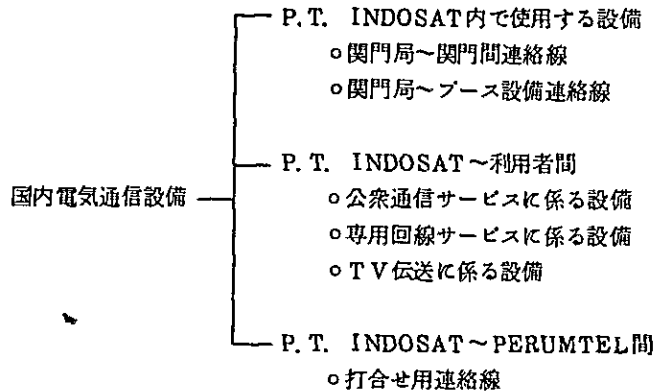 P. T. INDOSAT内で使用する設備
○関門局~関門間連絡線
○関門局~ブース設備連絡線
P. T. INDOSAT~利用者間
国内電気通信設備
○公衆通信サービスに係る設備
○専用回線サービスに係る設備
○TV伝送に係る設備
P. T. INDOSAT~PERUMTEL間
○打合せ用連絡線